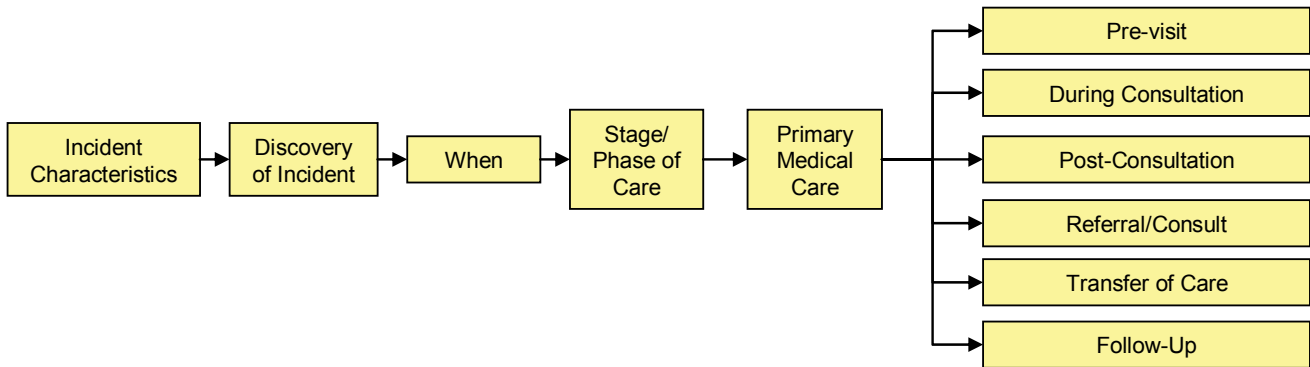 Incident
Characteristics
Discovery
of Incident
When
Stage/
Phase of
Care
Primary
Medical
Care
Pre-visit
During Consultation
Post-Consultation
Referral/Consult
Transfer of Care
Follow-Up